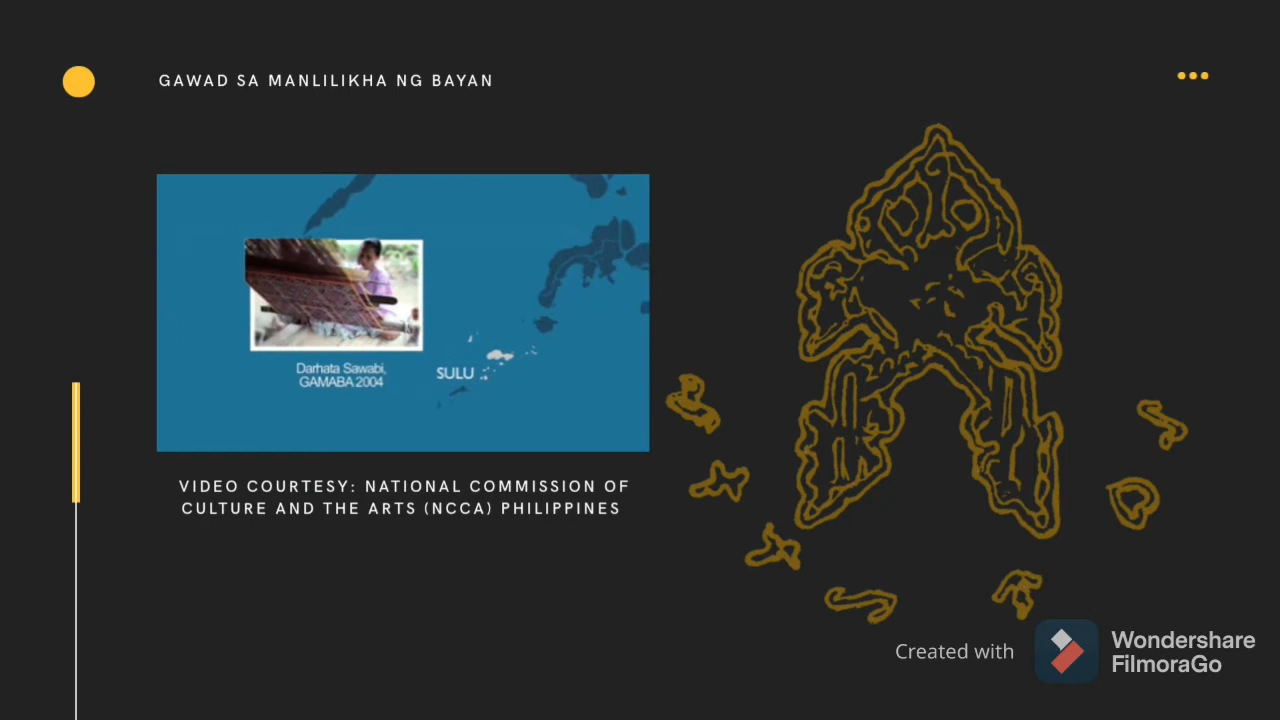 GAWAD SA MANLILIKHA NG BAYAN
Darhata Sawabi,
GAMABA 2004
SULU
VIDEO COURTESY: NATIONAL COMMISSION OF
CULTURE AND THE ARTS (NCCA) PHILIPPINES
Created with
Wondershare
FilmoraGo